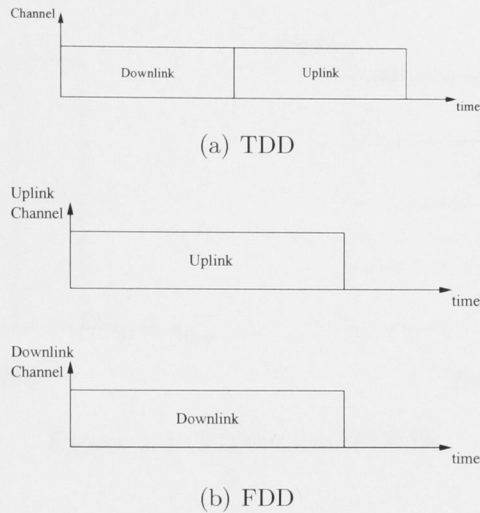 Channel
Downlink Uplink
time
(a) TDD
Uplink
Channel
Uplink
time
Downlink
Channel
Downlink
time
(b) FDD